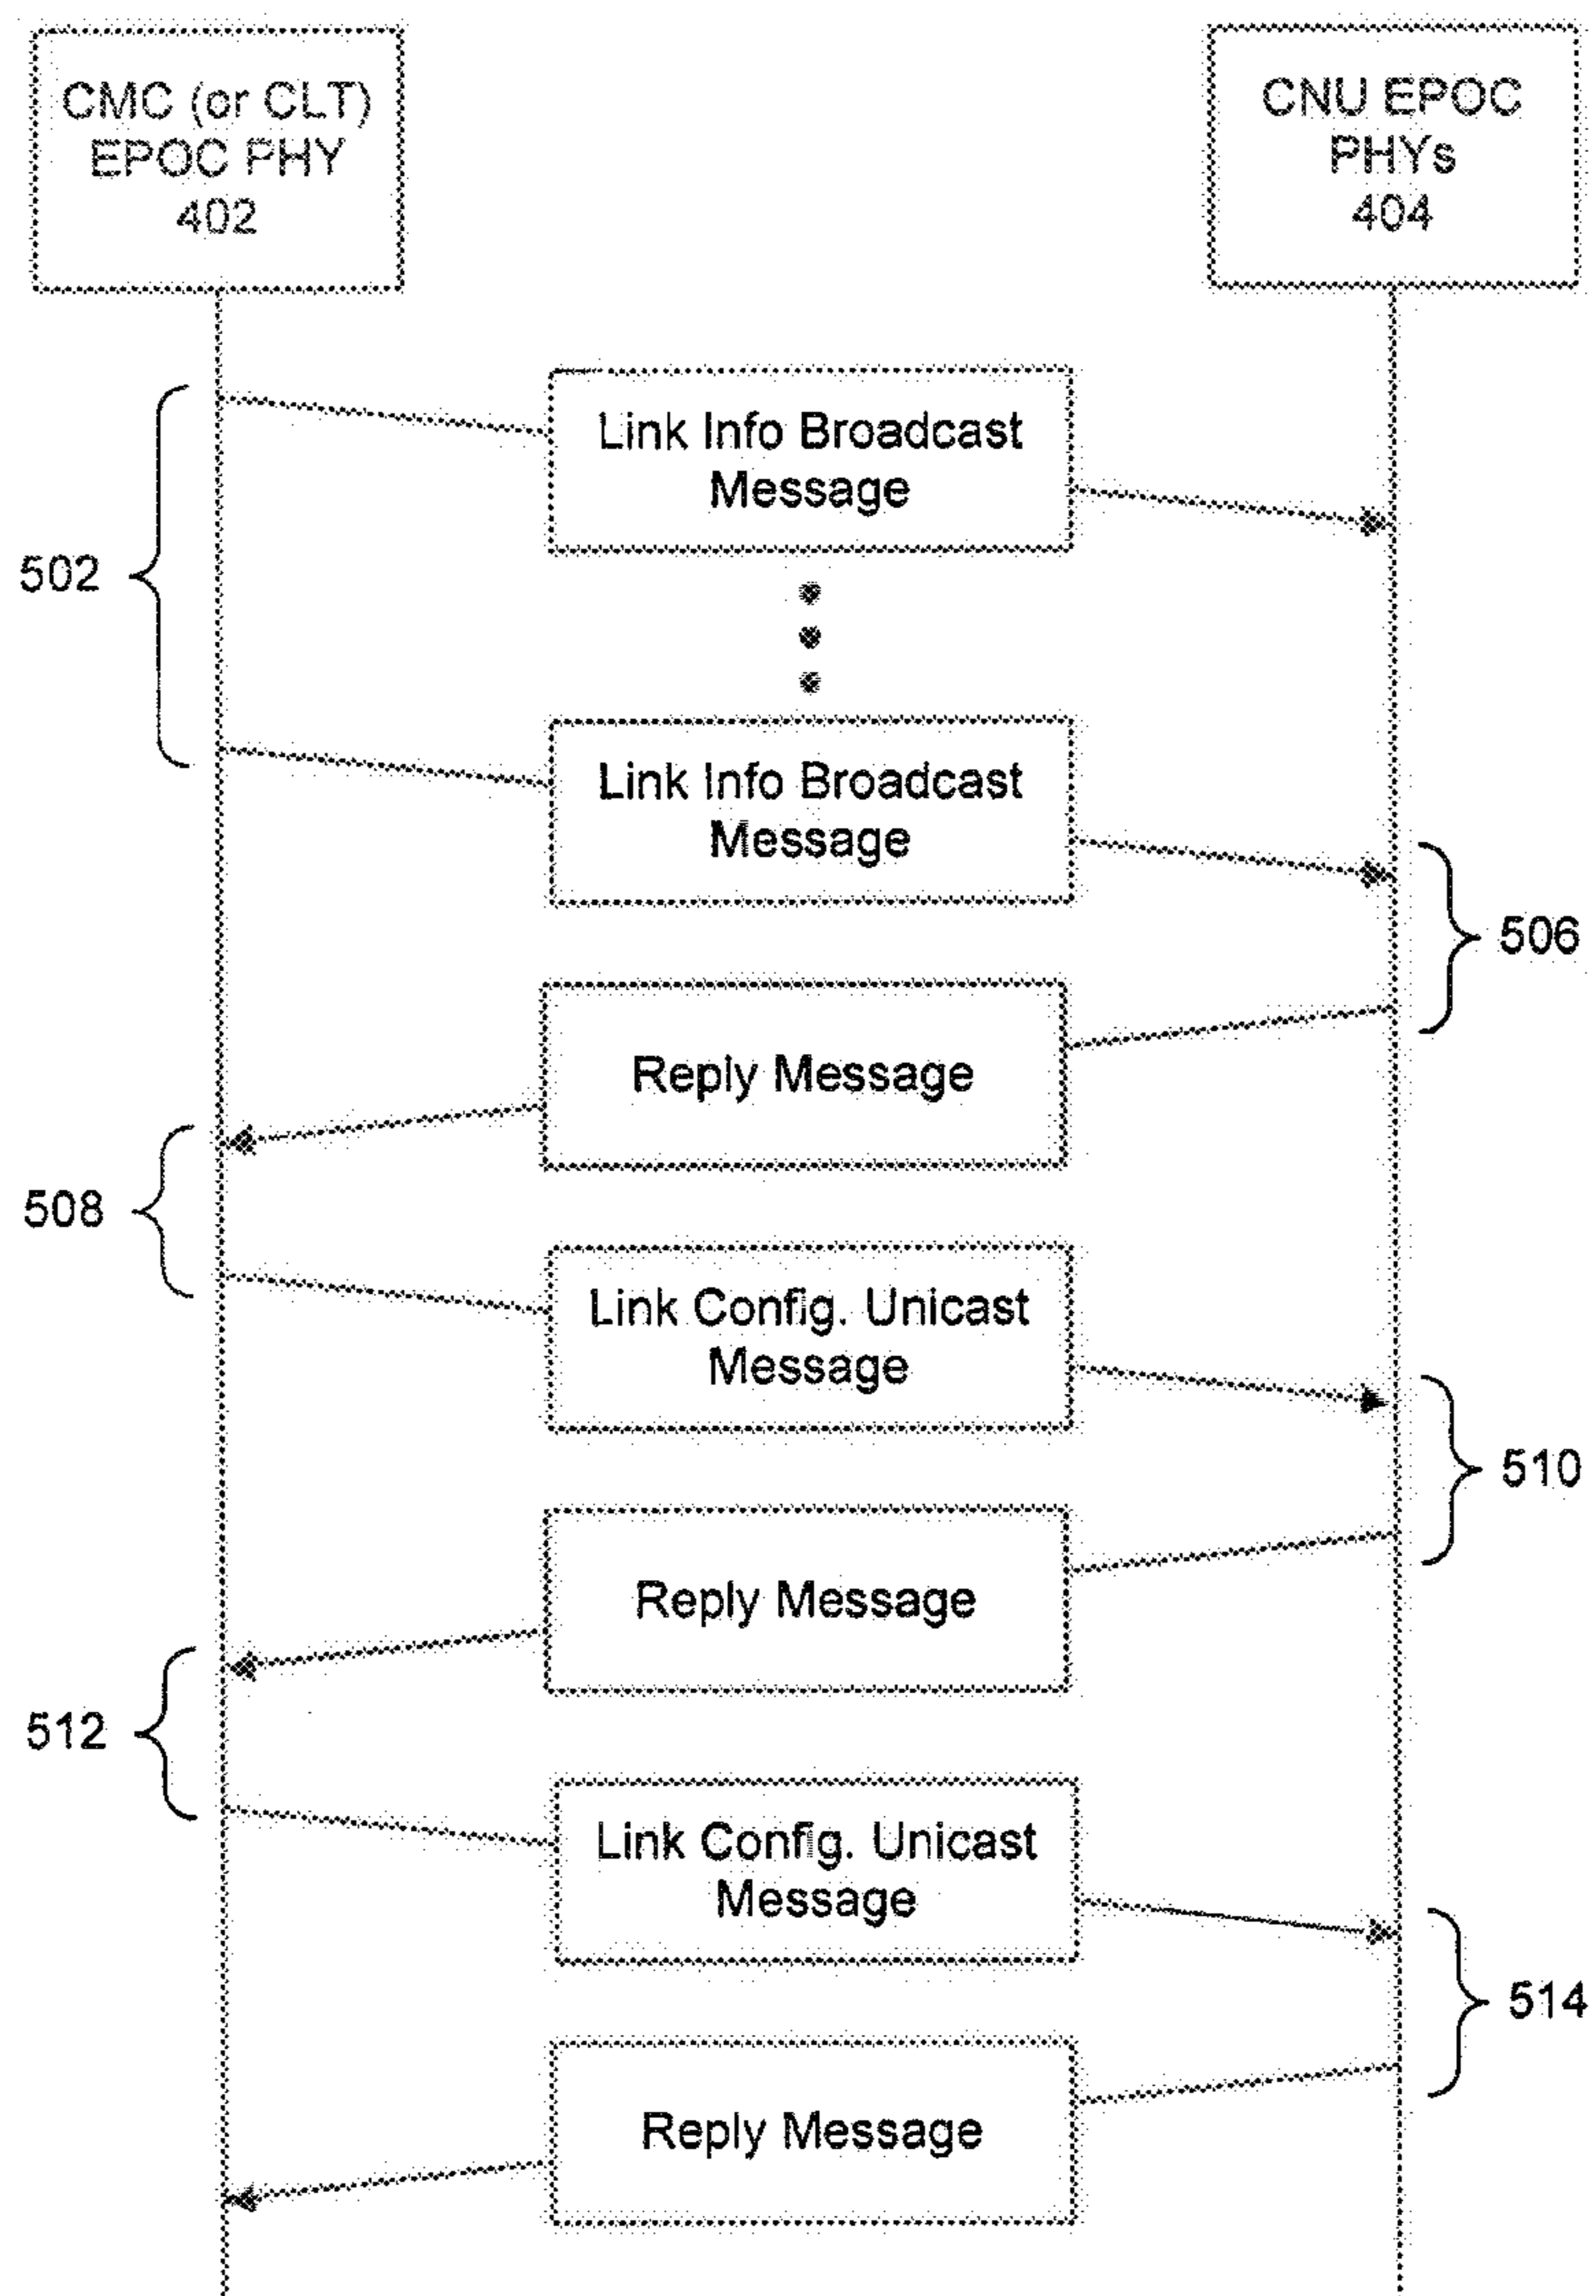 CMC (or CLT)
EPOC PHY
402
CNU EPOC
PHYs
404
Link Info Broadcast
Message
502
Link Info Broadcast
Message
506
Reply Message
508
Link Config. Unicast
Message
510
Reply Message
512
Link Config. Unicast
Message
514
Reply Message